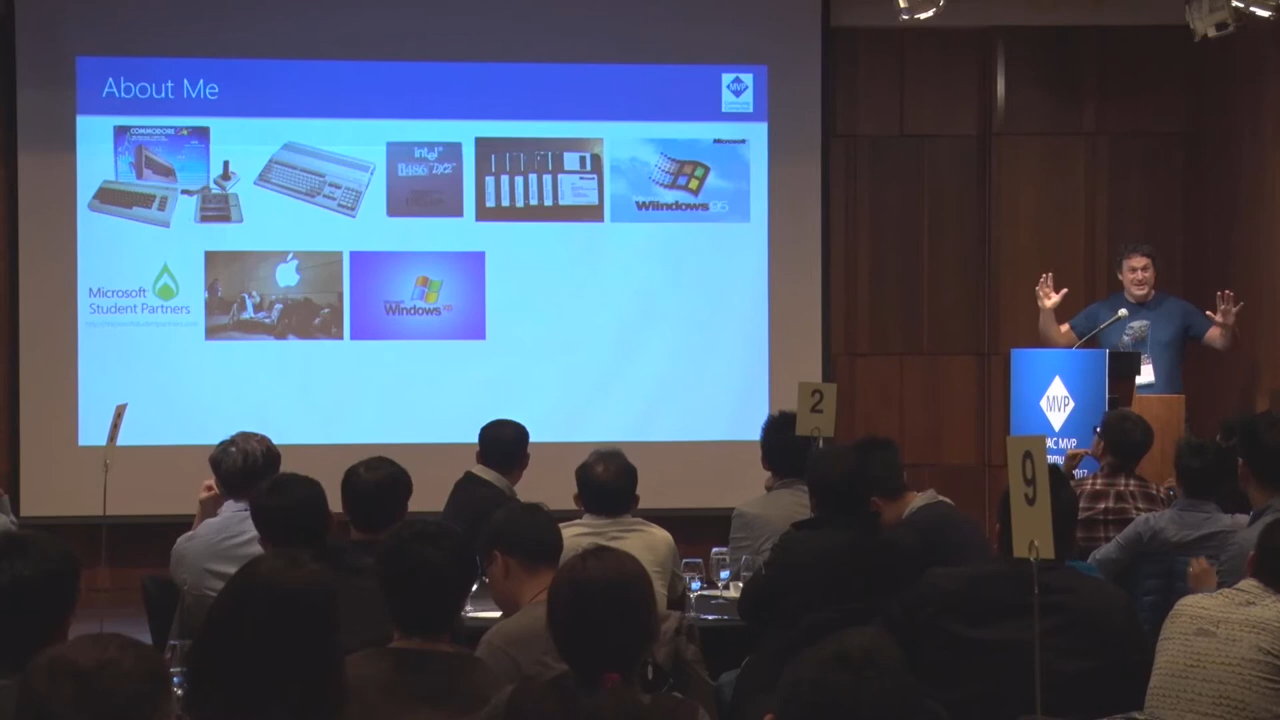 About Me
MVP
COMMODORE 64
intel
i486 DX2
Microsoft
Windows 95
Microsoft
Student Partners
Windows xp
2
MVP
9
2017